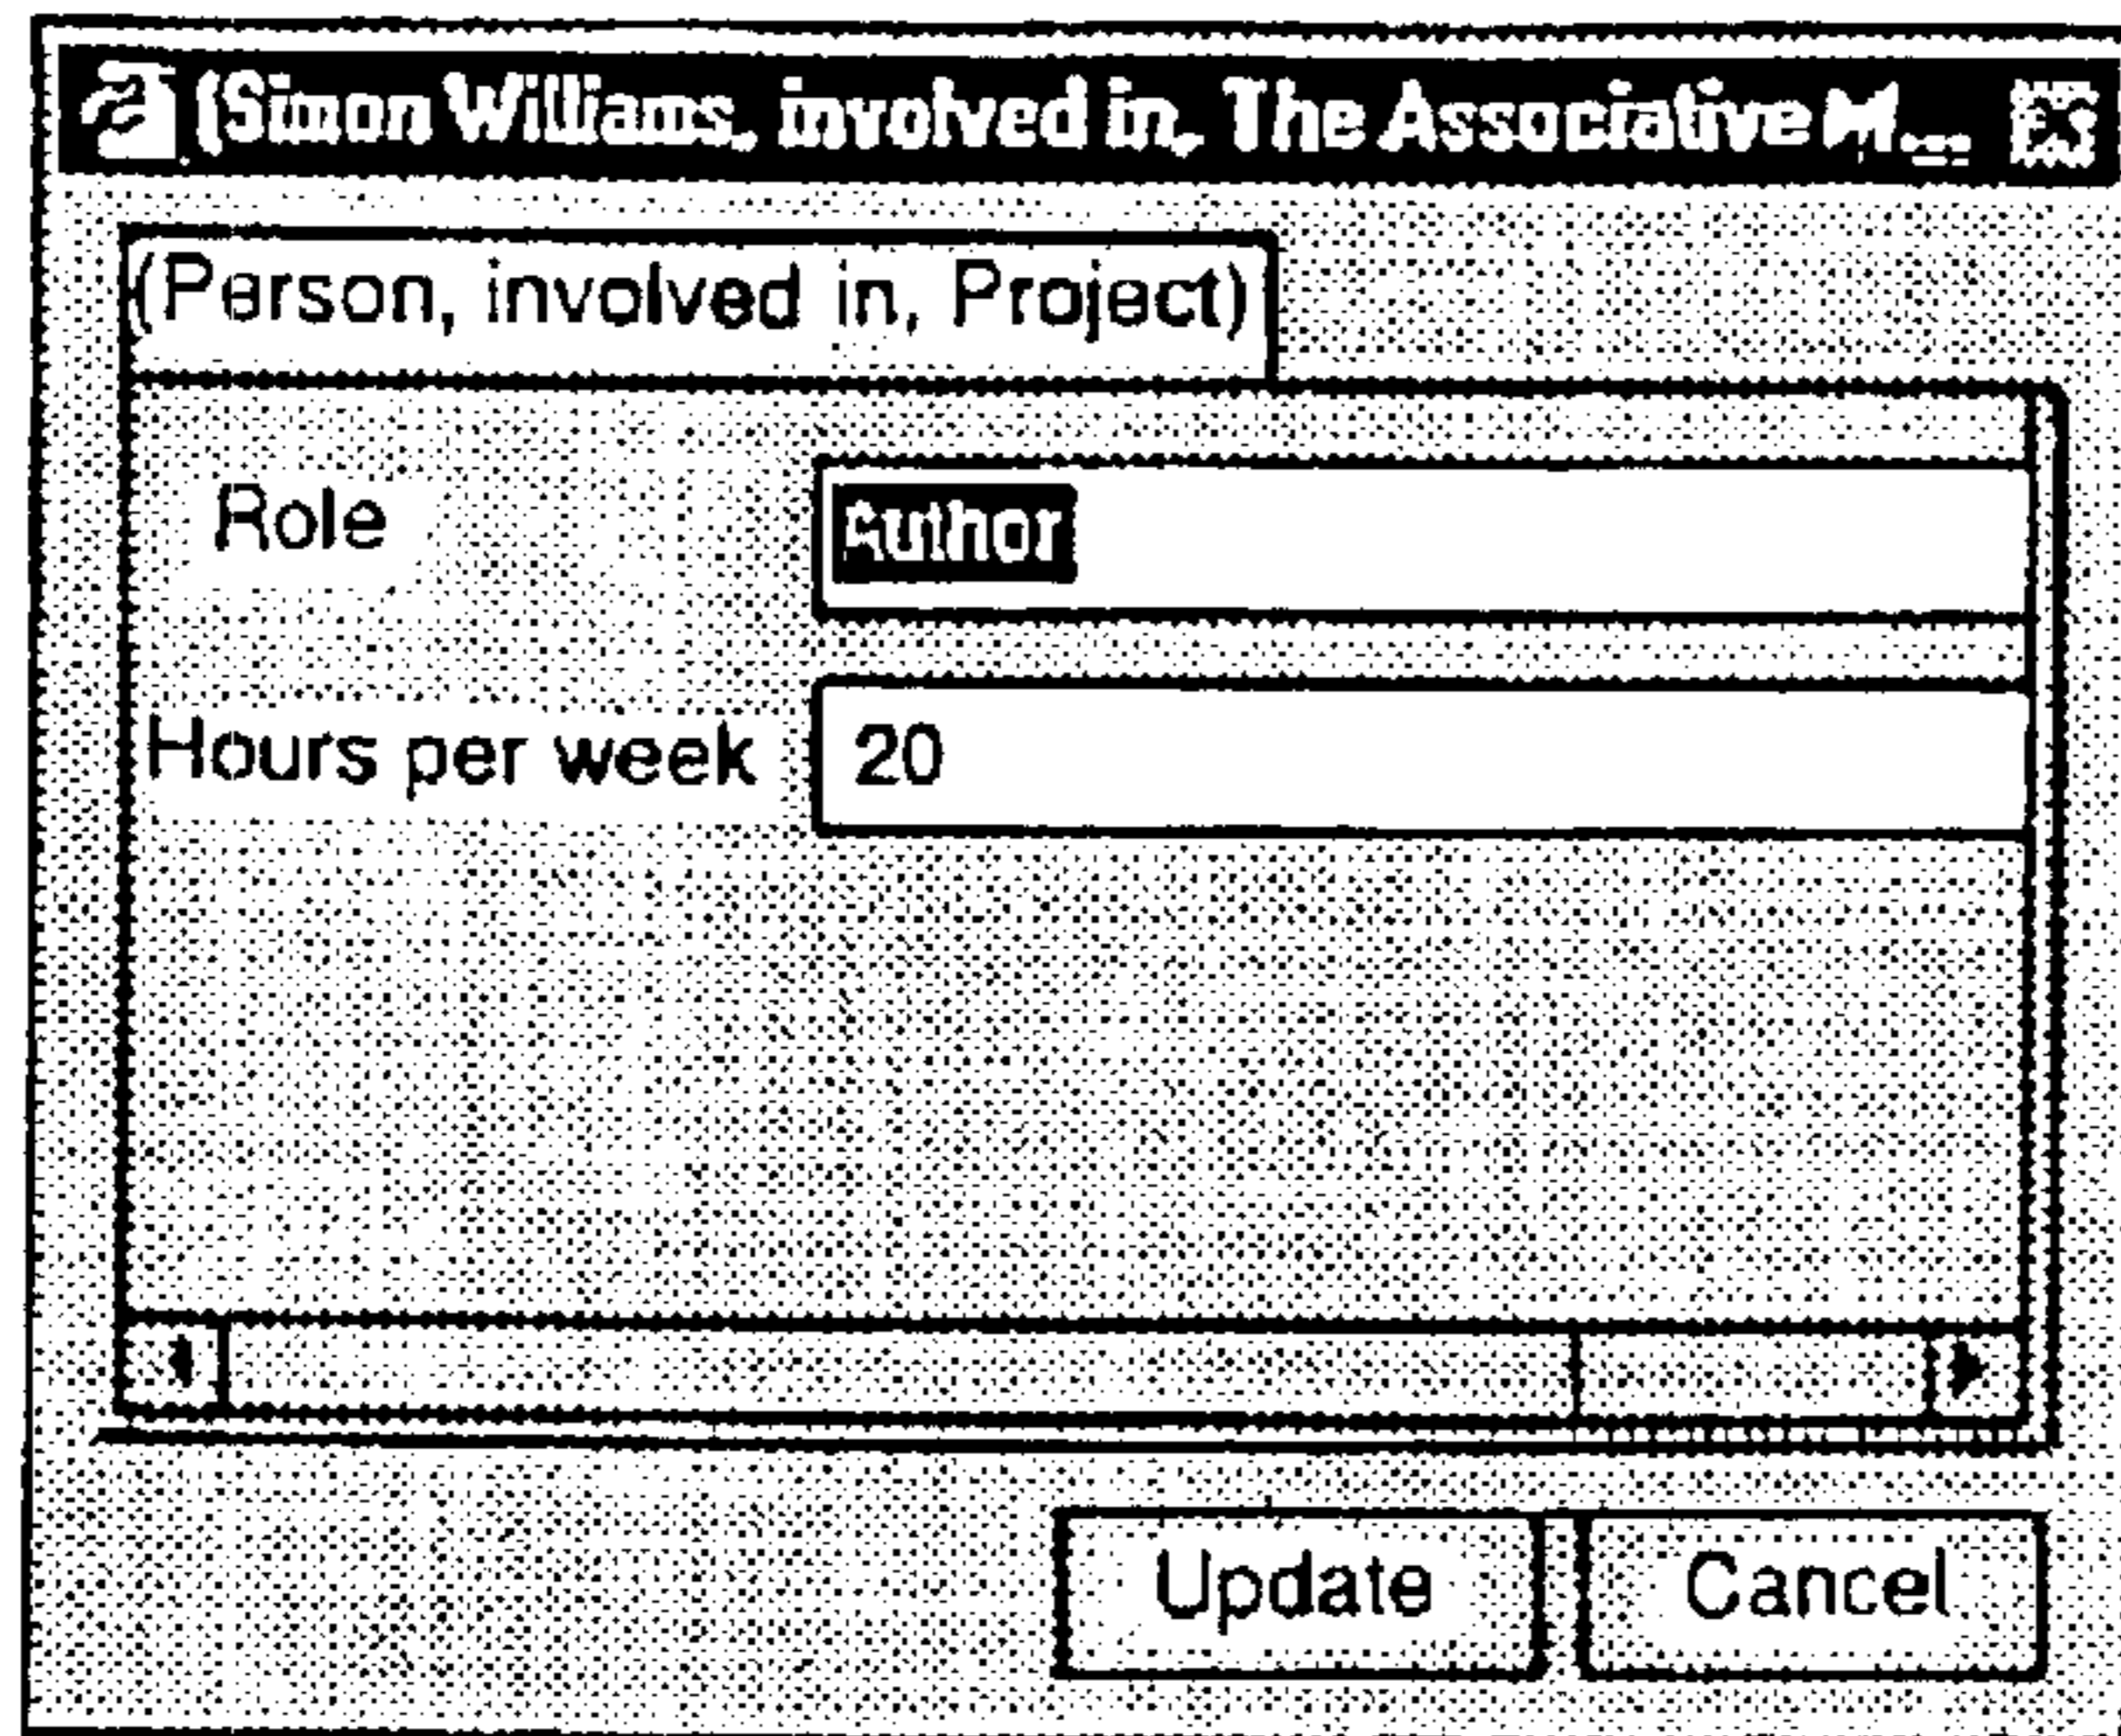 (Simon Williams, involved in, The Associative M...
(Person, involved in, Project)
Role
Author
Hours per week
20
Update
Cancel